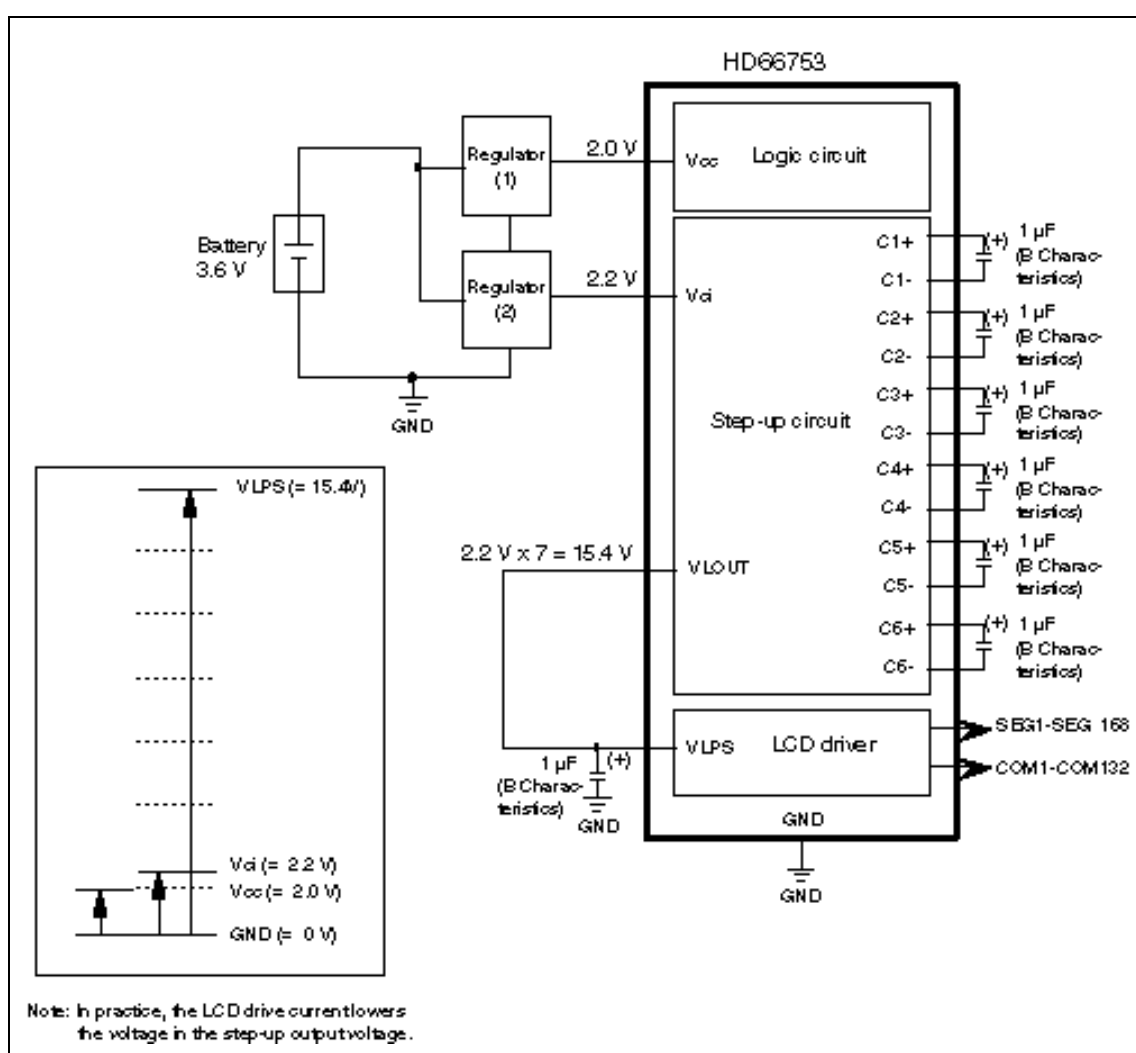 HD66753
Regulator
(1)
2.0 V
Vcc
Logic circuit
Battery
3.6 V
Regulator
(2)
2.2 V
Vci
GND
Step-up circuit
C1+
C1-
(+) 1 µF
(B Charac-
teristics)
C2+
C2-
(+) 1 µF
(B Charac-
teristics)
C3+
C3-
(+) 1 µF
(B Charac-
teristics)
C4+
C4-
(+) 1 µF
(B Charac-
teristics)
C5+
C5-
(+) 1 µF
(B Charac-
teristics)
C6+
C6-
(+) 1 µF
(B Charac-
teristics)
2.2 V x 7 = 15.4 V
VLOUT
VLPS
LCD driver
SEG1-SEG 168
COM1-COM132
1 µF (+)
(B Charac-
teristics)
GND
GND
GND
VLPS (= 15.4V)
Vci (= 2.2 V)
Vcc (= 2.0 V)
GND (= 0 V)
Note: In practice, the LCD drive current lowers
the voltage in the step-up output voltage.